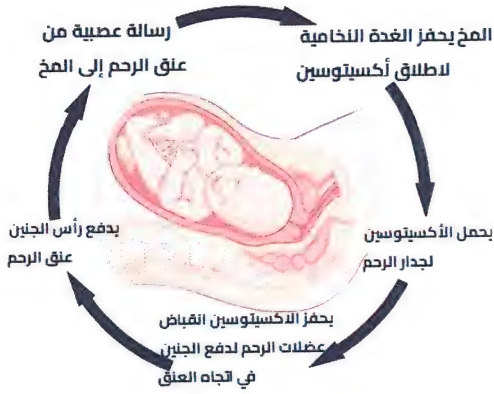 رسالة عصبية من
عنق الرحم إلى المخ
المخ يحفز الغدة النخامية
لاطلاق أكسيتوسين
يحمل الأكسيتوسين
لجدار الرحم
يحفز الاكسيتوسين انقباض
عضلات الرحم لدفع الجنين
في اتجاه العنق
يدفع رأس الجنين
عنق الرحم